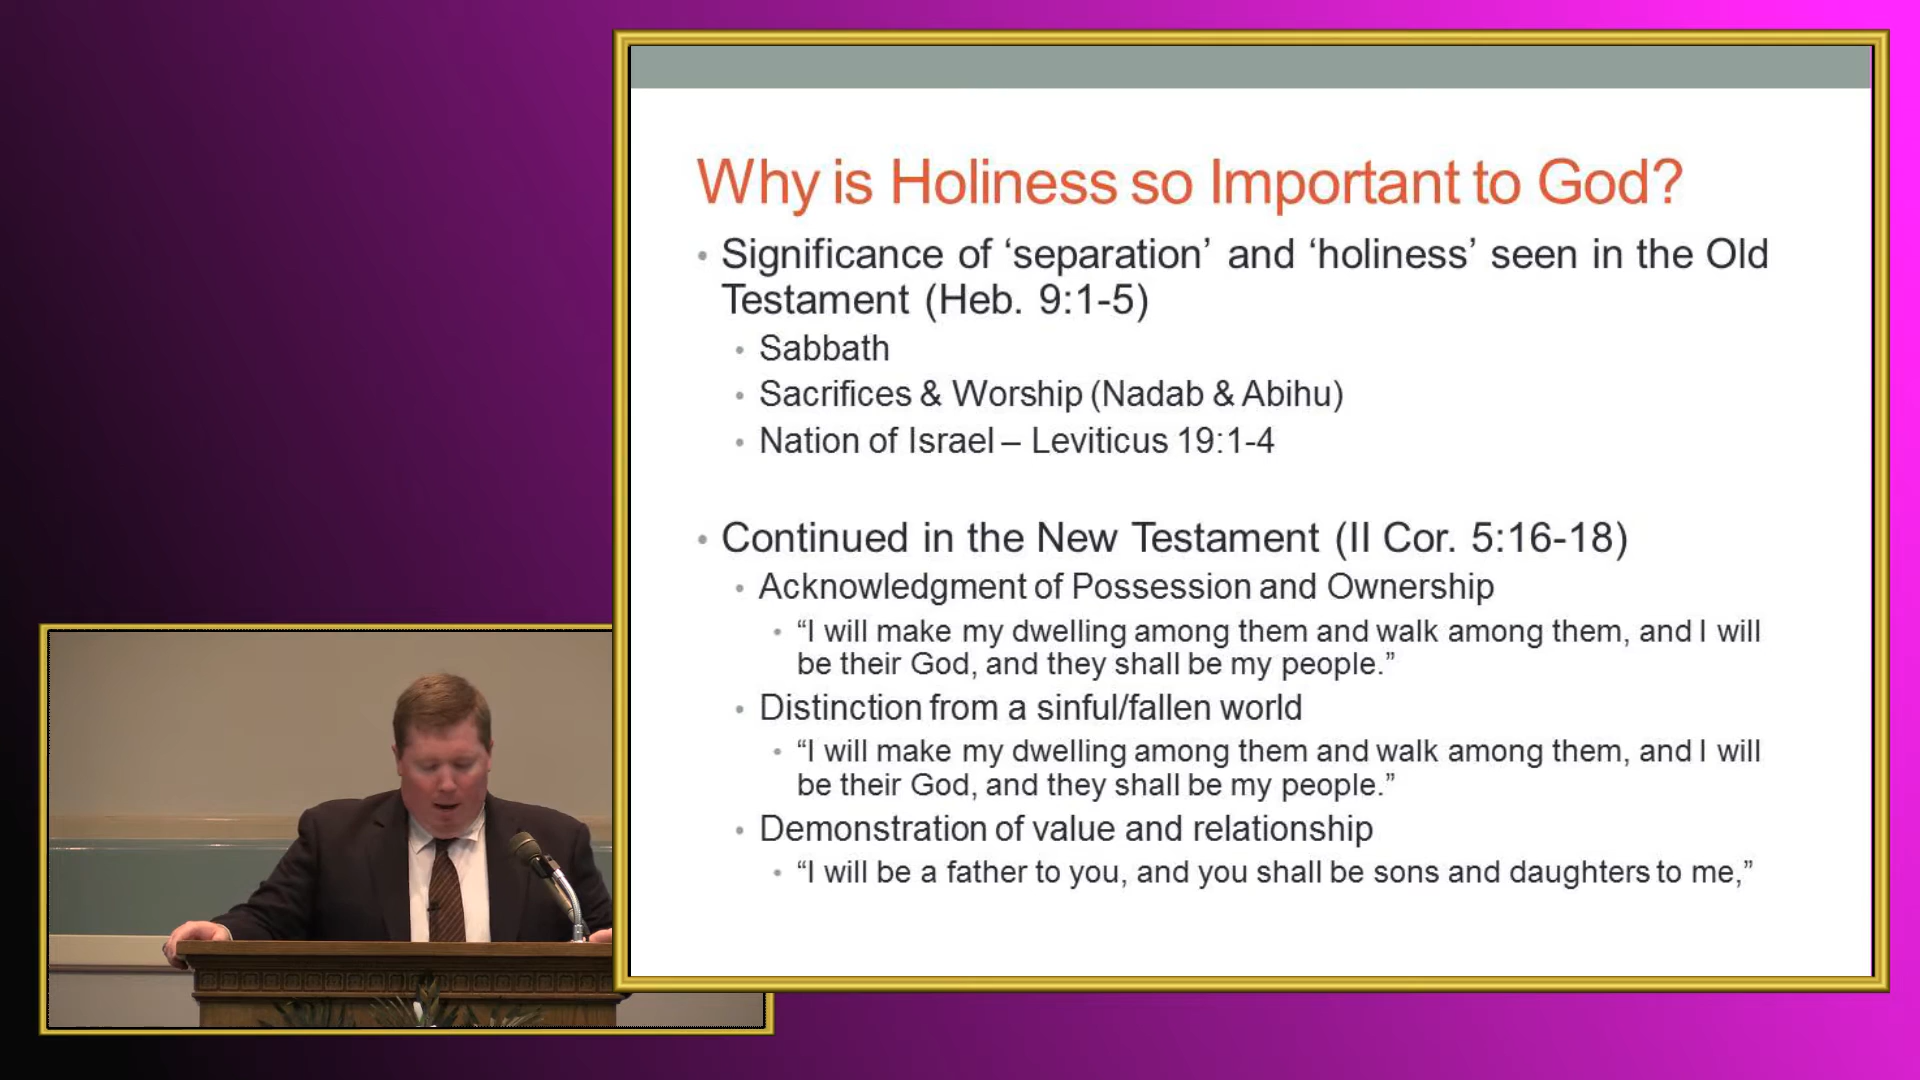 Why is Holiness so Important to God?
• Significance of ‘separation’ and ‘holiness’ seen in the Old
Testament (Heb. 9:1-5)
• Sabbath
• Sacrifices & Worship (Nadab & Abihu)
• Nation of Israel – Leviticus 19:1-4
• Continued in the New Testament (II Cor. 5:16-18)
• Acknowledgment of Possession and Ownership
• “I will make my dwelling among them and walk among them, and I will
be their God, and they shall be my people.”
• Distinction from a sinful/fallen world
• “I will make my dwelling among them and walk among them, and I will
be their God, and they shall be my people.”
• Demonstration of value and relationship
• “I will be a father to you, and you shall be sons and daughters to me,”